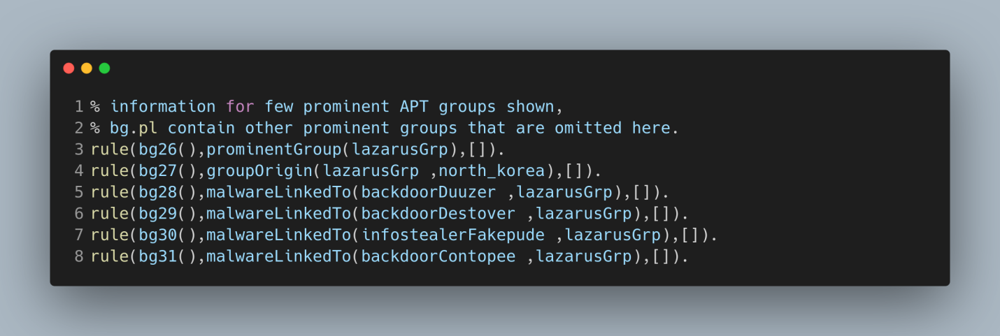 1 % information for few prominent APT groups shown,
2 % bg.pl contain other prominent groups that are omitted here.
3 rule(bg26(),prominentGroup(lazarusGrp),[]).
4 rule(bg27(),groupOrigin(lazarusGrp ,north_korea),[]).
5 rule(bg28(),malwareLinkedTo(backdoorDuuzer ,lazarusGrp),[]).
6 rule(bg29(),malwareLinkedTo(backdoorDestover ,lazarusGrp),[]).
7 rule(bg30(),malwareLinkedTo(infostealerFakepude ,lazarusGrp),[]).
8 rule(bg31(),malwareLinkedTo(backdoorContopee ,lazarusGrp),[]).